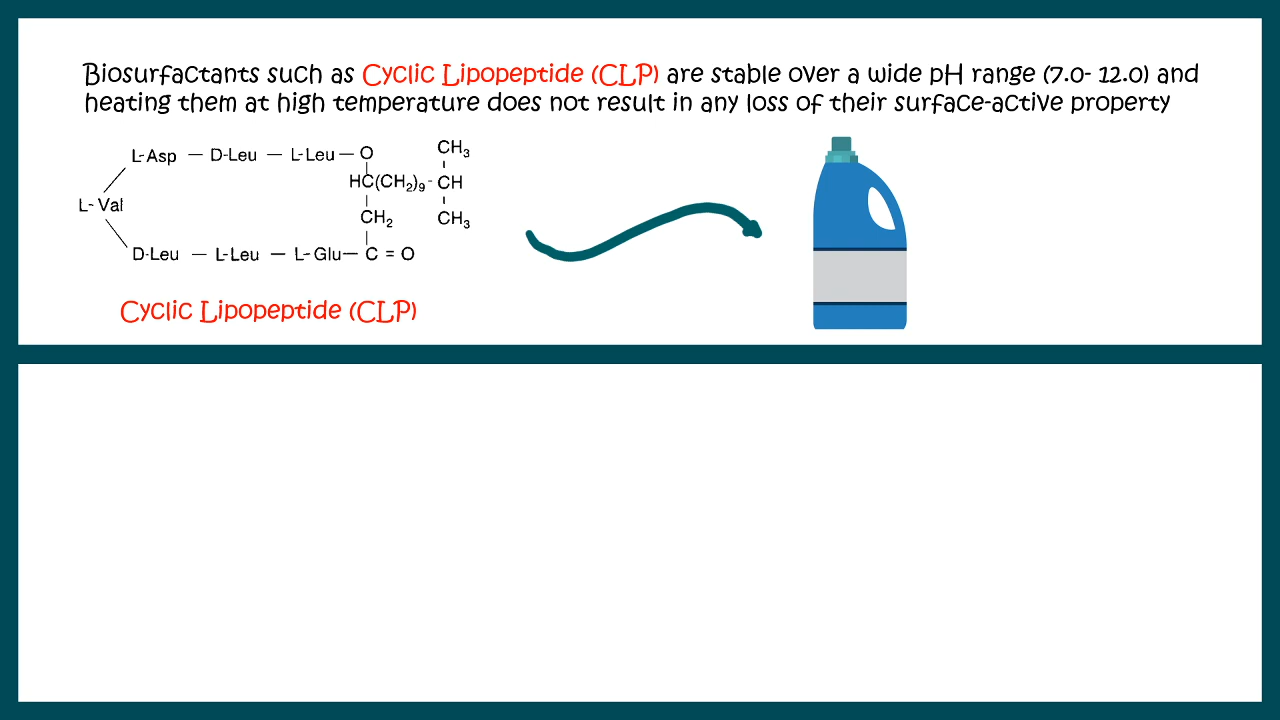 Biosurfactants such as Cyclic Lipopeptide (CLP) are stable over a wide pH range (7.0- 12.0) and
heating them at high temperature does not result in any loss of their surface-active property
CH3
L-Asp — D-Leu — L-Leu — O
HC(CH2)9 - CH
L- Val
CH2
CH3
D-Leu — L-Leu — L-Glu — C = O
Cyclic Lipopeptide (CLP)